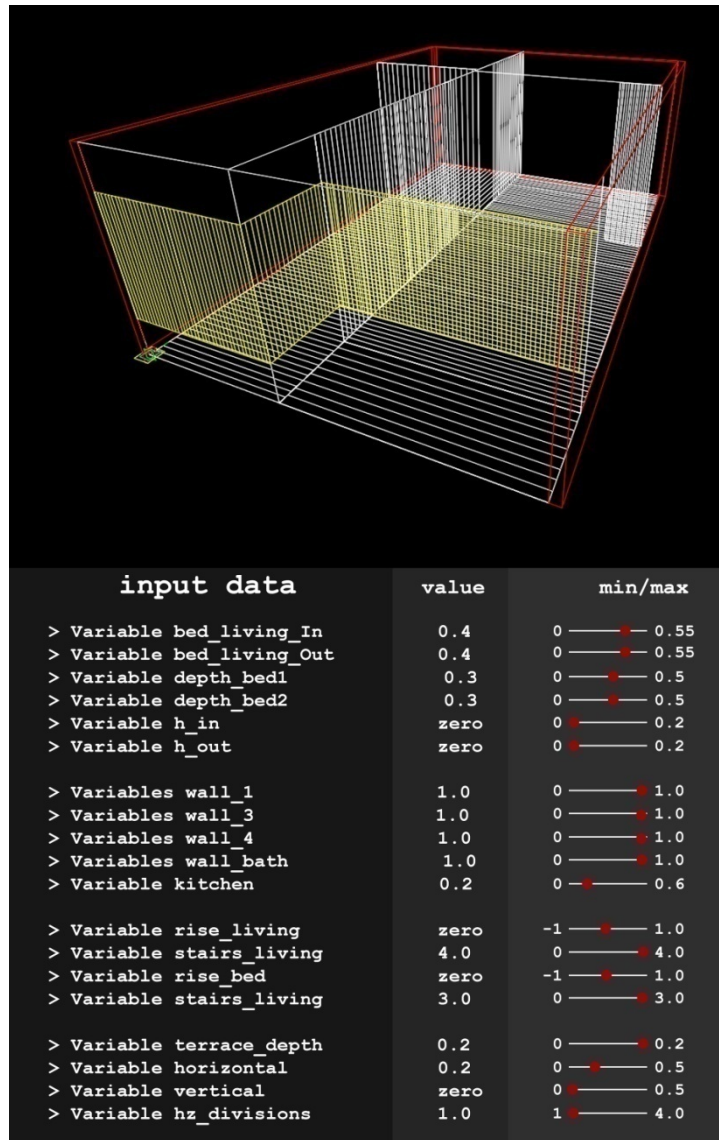 input data value min/max
> Variable bed_living_In 0.4 0 0.55
> Variable bed_living_Out 0.4 0 0.55
> Variable depth_bed1 0.3 0 0.5
> Variable depth_bed2 0.3 0 0.5
> Variable h_in zero 0 0.2
> Variable h_out zero 0 0.2
> Variables wall_1 1.0 0 1.0
> Variables wall_3 1.0 0 1.0
> Variables wall_4 1.0 0 1.0
> Variables wall_bath 1.0 0 1.0
> Variable kitchen 0.2 0 0.6
> Variable rise_living zero -1 1.0
> Variable stairs_living 4.0 0 4.0
> Variable rise_bed zero -1 1.0
> Variable stairs_living 3.0 0 3.0
> Variable terrace_depth 0.2 0 0.2
> Variable horizontal 0.2 0 0.5
> Variable vertical zero 0 0.5
> Variable hz_divisions 1.0 1 4.0